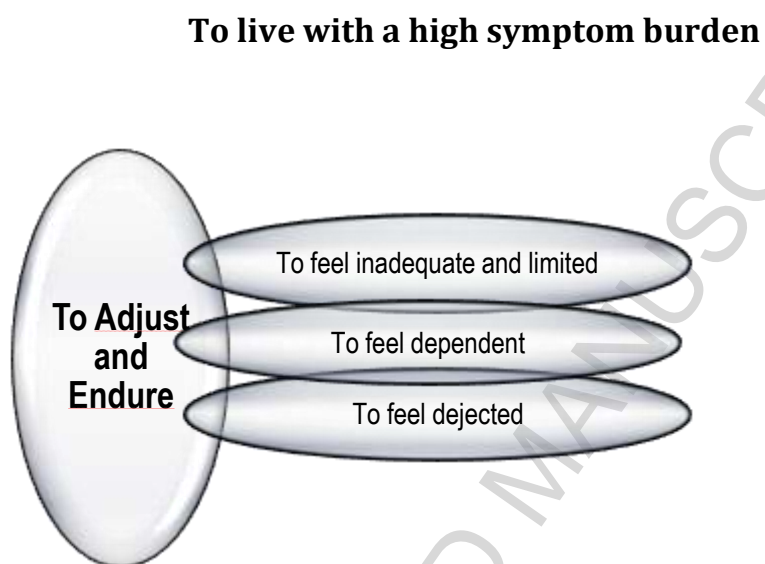 To live with a high symptom burden
To feel inadequate and limited
To Adjust
and
Endure
To feel dependent
To feel dejected